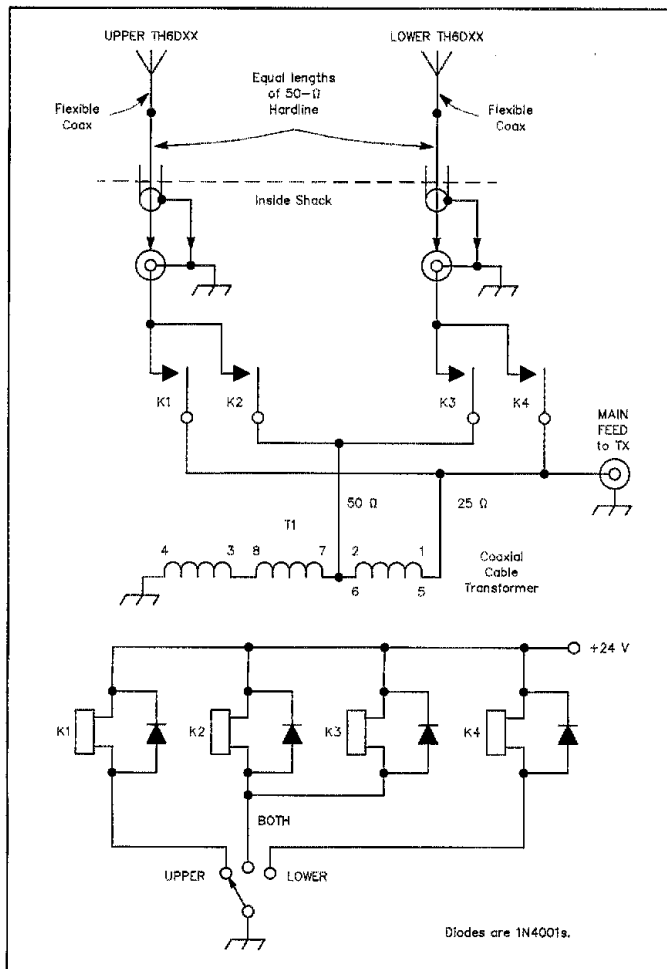 UPPER TH6DXX
LOWER TH6DXX
Equal lengths
of 50-Ω
Hardline
Flexible
Coax
Flexible
Coax
Inside Shack
K1
K2
K3
K4
MAIN
FEED
to TX
50 Ω
25 Ω
T1
4
3
8
7
2
1
6
5
Coaxial
Cable
Transformer
+24 V
K1
K2
K3
K4
BOTH
UPPER
LOWER
Diodes are 1N4001s.